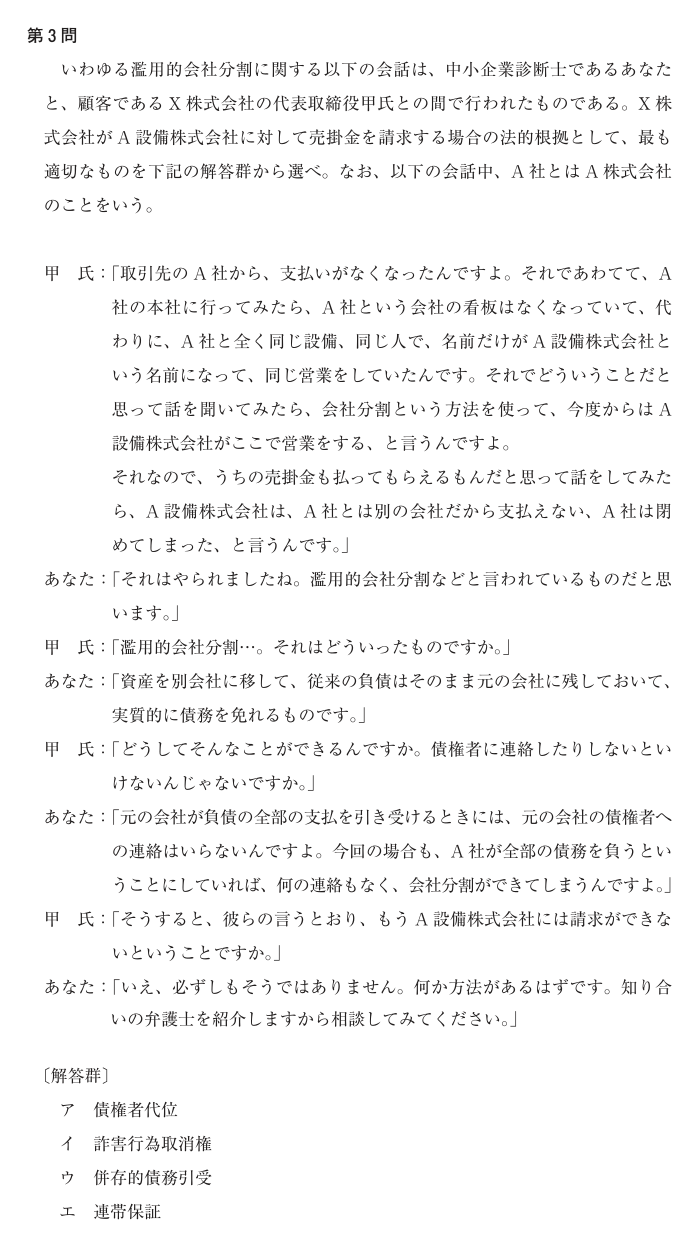 第3問
いわゆる濫用的会社分割に関する以下の会話は、中小企業診断士であるあなた
と、顧客であるX株式会社の代表取締役甲氏との間で行われたものである。X株
式会社がA設備株式会社に対して売掛金を請求する場合の法的根拠として、最も
適切なものを下記の解答群から選べ。なお、以下の会話中、A社とはA株式会社
のことをいう。
甲　氏：「取引先のA社から、支払いがなくなったんですよ。それであわてて、A
社の本社に行ってみたら、A社という会社の看板はなくなっていて、代
わりに、A社と全く同じ設備、同じ人で、名前だけがA設備株式会社と
いう名前になって、同じ営業をしていたんです。それでどういうことだと
思って話を聞いてみたら、会社分割という方法を使って、今度からはA
設備株式会社がここで営業をする、と言うんですよ。
それなので、うちの売掛金も払ってもらえるもんだと思って話をしてみた
ら、A設備株式会社は、A社とは別の会社だから支払えない、A社は閉
めてしまった、と言うんです。」
あなた：「それはやられましたね。濫用的会社分割などと言われているものだと思
います。」
甲　氏：「濫用的会社分割…。それはどういったものですか。」
あなた：「資産を別会社に移して、従来の負債はそのまま元の会社に残しておいて、
実質的に債務を免れるものです。」
甲　氏：「どうしてそんなことができるんですか。債権者に連絡したりしないとい
けないんじゃないですか。」
あなた：「元の会社が負債の全部の支払を引き受けるときには、元の会社の債権者へ
の連絡はいらないんですよ。今回の場合も、A社が全部の債務を負うとい
うことにしていれば、何の連絡もなく、会社分割ができてしまうんですよ。」
甲　氏：「そうすると、彼らの言うとおり、もうA設備株式会社には請求ができな
いということですか。」
あなた：「いえ、必ずしもそうではありません。何か方法があるはずです。知り合
いの弁護士を紹介しますから相談してみてください。」
〔解答群〕
ア　債権者代位
イ　詐害行為取消権
ウ　併存的債務引受
エ　連帯保証